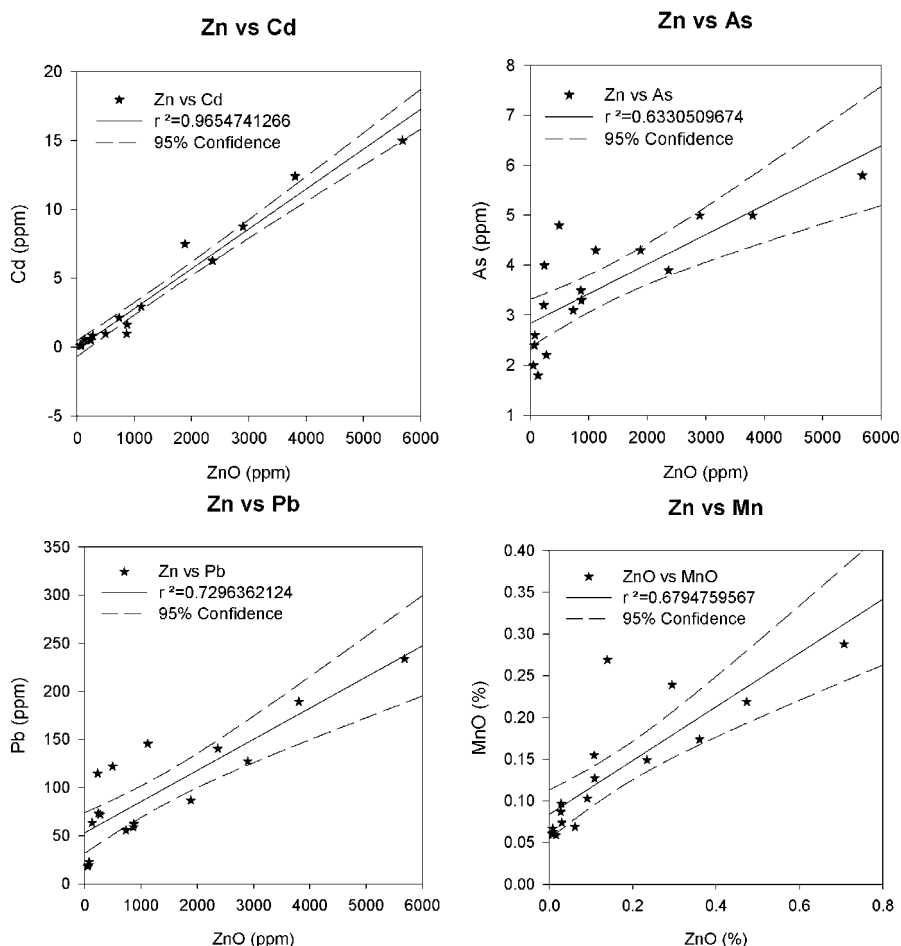 Zn vs Cd
20
15
10
5
0
-5
Cd (ppm)
Zn vs Cd
r ²=0.9654741266
95% Confidence
0 1000 2000 3000 4000 5000 6000
ZnO (ppm)
Zn vs As
8
7
6
5
4
3
2
1
As (ppm)
Zn vs As
r ²=0.6330509674
95% Confidence
0 1000 2000 3000 4000 5000 6000
ZnO (ppm)
Zn vs Pb
350
300
250
200
150
100
50
0
Pb (ppm)
Zn vs Pb
r ²=0.7296362124
95% Confidence
0 1000 2000 3000 4000 5000 6000
ZnO (ppm)
Zn vs Mn
0.40
0.35
0.30
0.25
0.20
0.15
0.10
0.05
0.00
MnO (%)
ZnO vs MnO
r ²=0.6794759567
95% Confidence
0.0 0.2 0.4 0.6 0.8
ZnO (%)